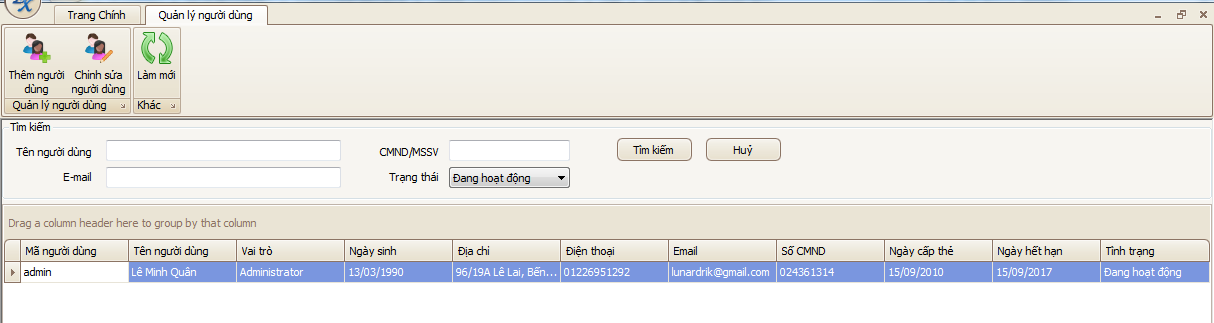 Trang Chính Quản lý người dùng
Thêm người dùng Chỉnh sửa người dùng Làm mới
Quản lý người dùng Khác
Tìm kiếm
Tên người dùng CMND/MSSV Tìm kiếm Huỷ
E-mail Trạng thái Đang hoạt động
Drag a column header here to group by that column
Mã người dùng Tên người dùng Vai trò Ngày sinh Địa chỉ Điện thoại Email Số CMND Ngày cấp thẻ Ngày hết hạn Tình trạng
admin Lê Minh Quân Administrator 13/03/1990 96/19A Lê Lai, Bến... 01226951292 lunardrik@gmail.com 024361314 15/09/2010 15/09/2017 Đang hoạt động